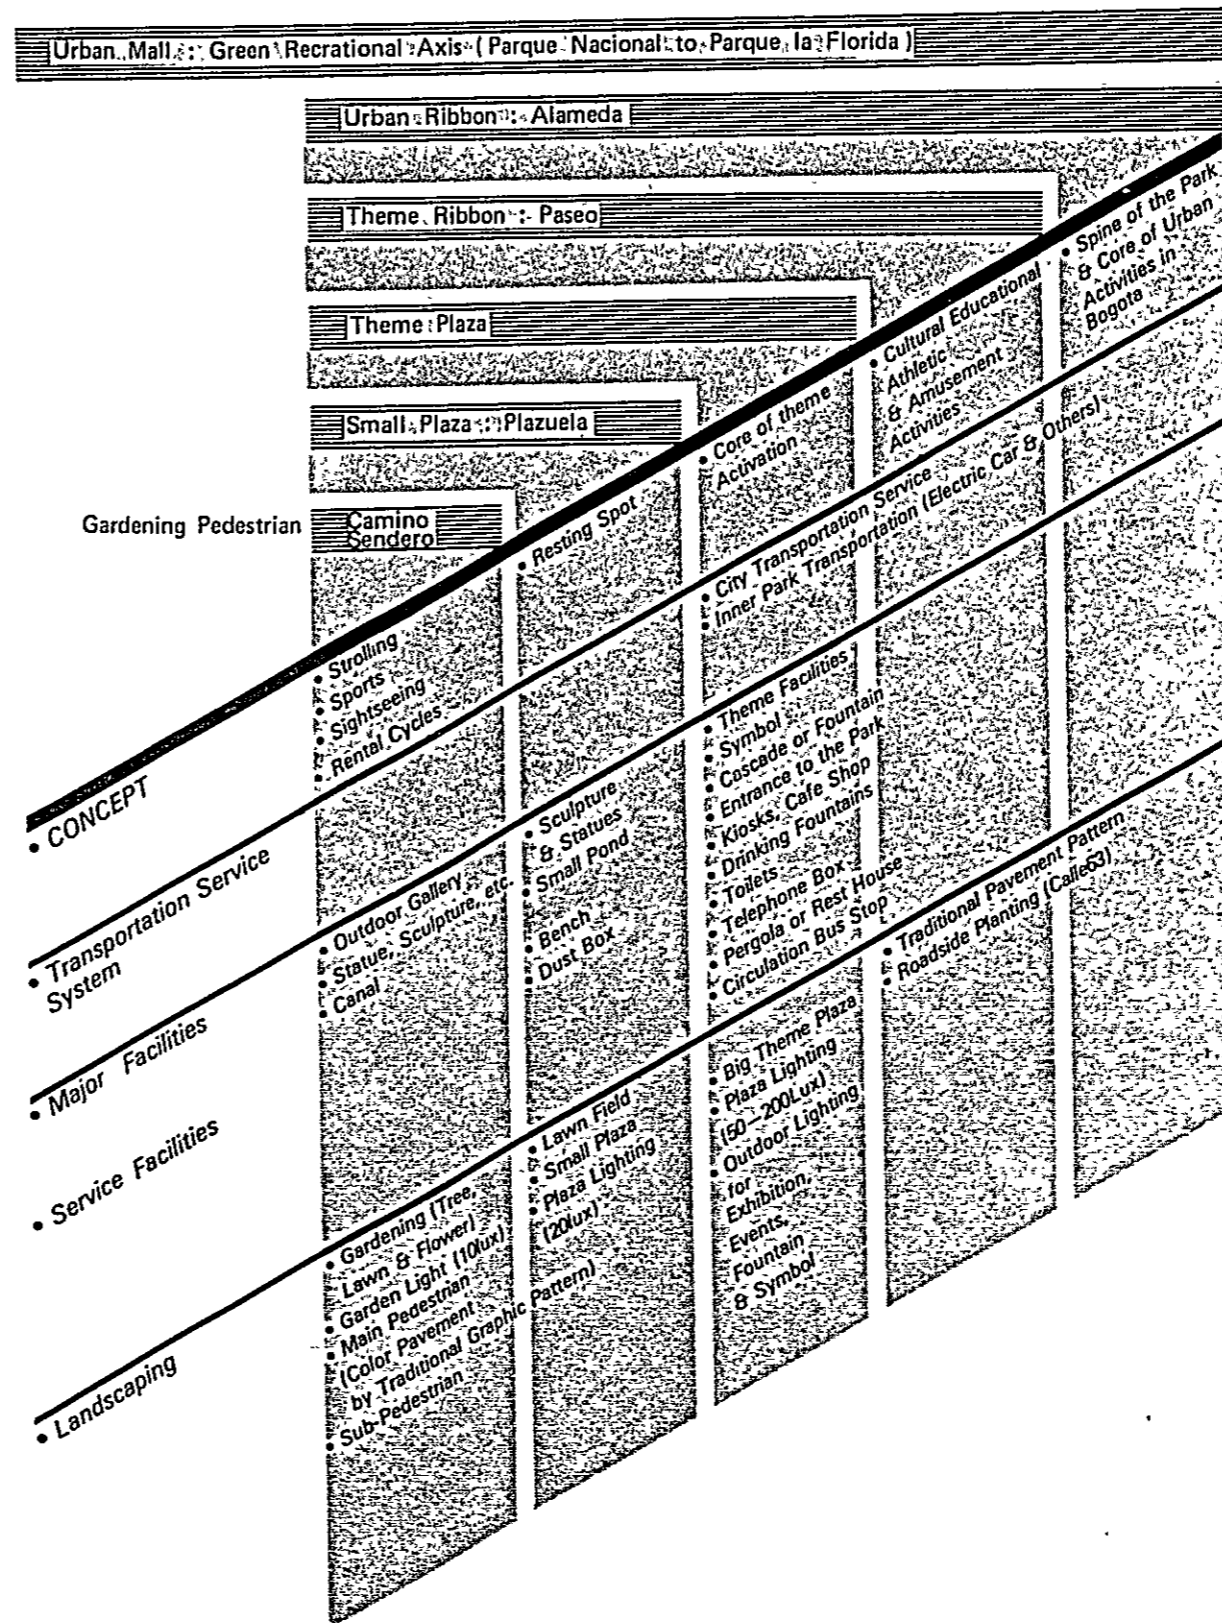 Urban Mall : Green Recrational Axis ( Parque Nacional to Parque la Florida )
Urban Ribbon : Alameda
Theme Ribbon : Paseo
Theme Plaza
Small Plaza : Plazuela
Gardening Pedestrian
Camino
Sendero
• CONCEPT
• Strolling
• Sports
• Sightseeing
• Rental Cycles
• Resting Spot
• Core of theme
Activation
• Cultural Educational
Athletic
& Amusement
Activities
• Spine of the Park
& Core of Urban
Activities in
Bogota
• Transportation Service
System
• City Transportation Service
• Inner Park Transportation (Electric Car & Others)
• Major Facilities
• Service Facilities
• Outdoor Gallery
• Statue, Sculpture, etc.
• Canal
• Sculpture
& Statues
• Small Pond
• Bench
• Dust Box
• Theme Facilities
• Symbol
• Cascade or Fountain
• Entrance to the Park
• Kiosks, Cafe Shop
• Drinking Fountains
• Toilets
• Telephone Box
• Pergola or Rest House
• Circulation Bus Stop
• Landscaping
• Gardening (Tree,
Lawn & Flower)
• Garden Light (10lux)
• Main Pedestrian
(Color Pavement
by Traditional Graphic Pattern)
• Sub-Pedestrian
• Lawn Field
• Small Plaza
• Plaza Lighting
(20lux)
• Big Theme Plaza
• Plaza Lighting
(50–200Lux)
• Outdoor Lighting
for
Exhibition,
Events,
Fountain
& Symbol
• Traditional Pavement Pattern
• Roadside Planting (Calle63)